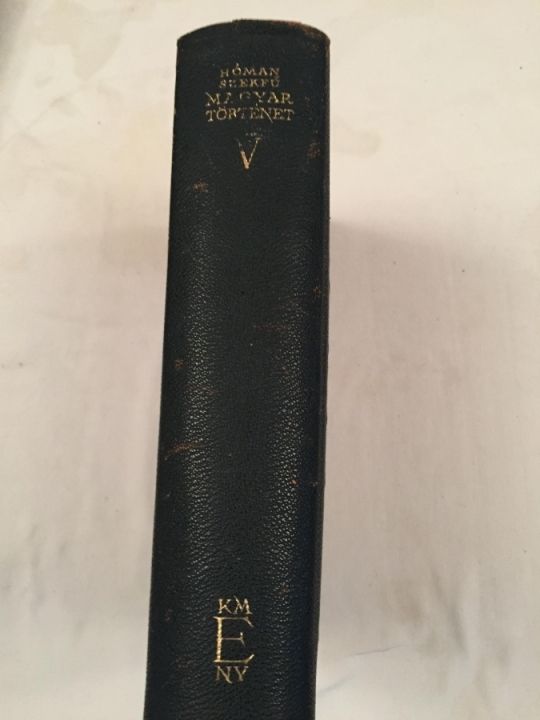 HÓMAN
SZEKFŰ
MAGYAR
TÖRTÉNET
V
KM
E
NY